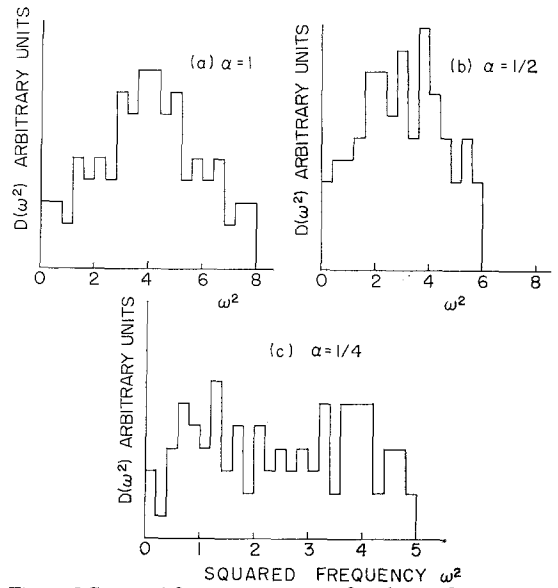 D(ω²) ARBITRARY UNITS
(a) α=1
0 2 4 6 8
ω²
D(ω²) ARBITRARY UNITS
(b) α=1/2
0 2 4 6 8
ω²
D(ω²) ARBITRARY UNITS
(c) α=1/4
0 1 2 3 4 5
SQUARED FREQUENCY ω²